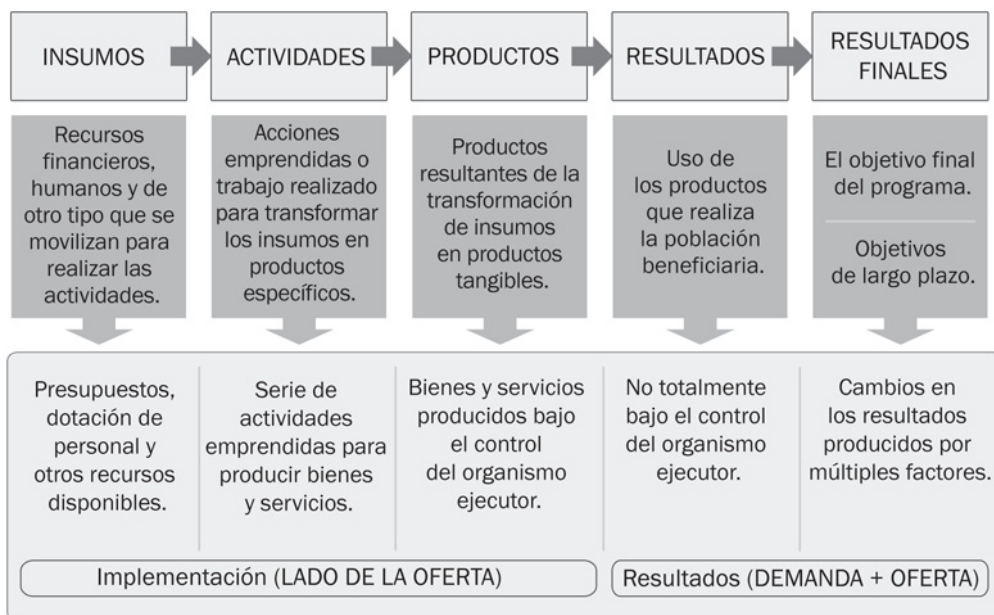 INSUMOS
ACTIVIDADES
PRODUCTOS
RESULTADOS
RESULTADOS
FINALES
Recursos
financieros,
humanos y de
otro tipo que se
movilizan para
realizar las
actividades.
Acciones
emprendidas o
trabajo realizado
para transformar
los insumos en
productos
específicos.
Productos
resultantes de la
transformación
de insumos
en productos
tangibles.
Uso de
los productos
que realiza
la población
beneficiaria.
El objetivo final
del programa.
Objetivos
de largo plazo.
Presupuestos,
dotación de
personal y
otros recursos
disponibles.
Serie de
actividades
emprendidas para
producir bienes
y servicios.
Bienes y servicios
producidos bajo
el control
del organismo
ejecutor.
No totalmente
bajo el control
del organismo
ejecutor.
Cambios en
los resultados
producidos por
múltiples factores.
Implementación (LADO DE LA OFERTA)
Resultados (DEMANDA + OFERTA)